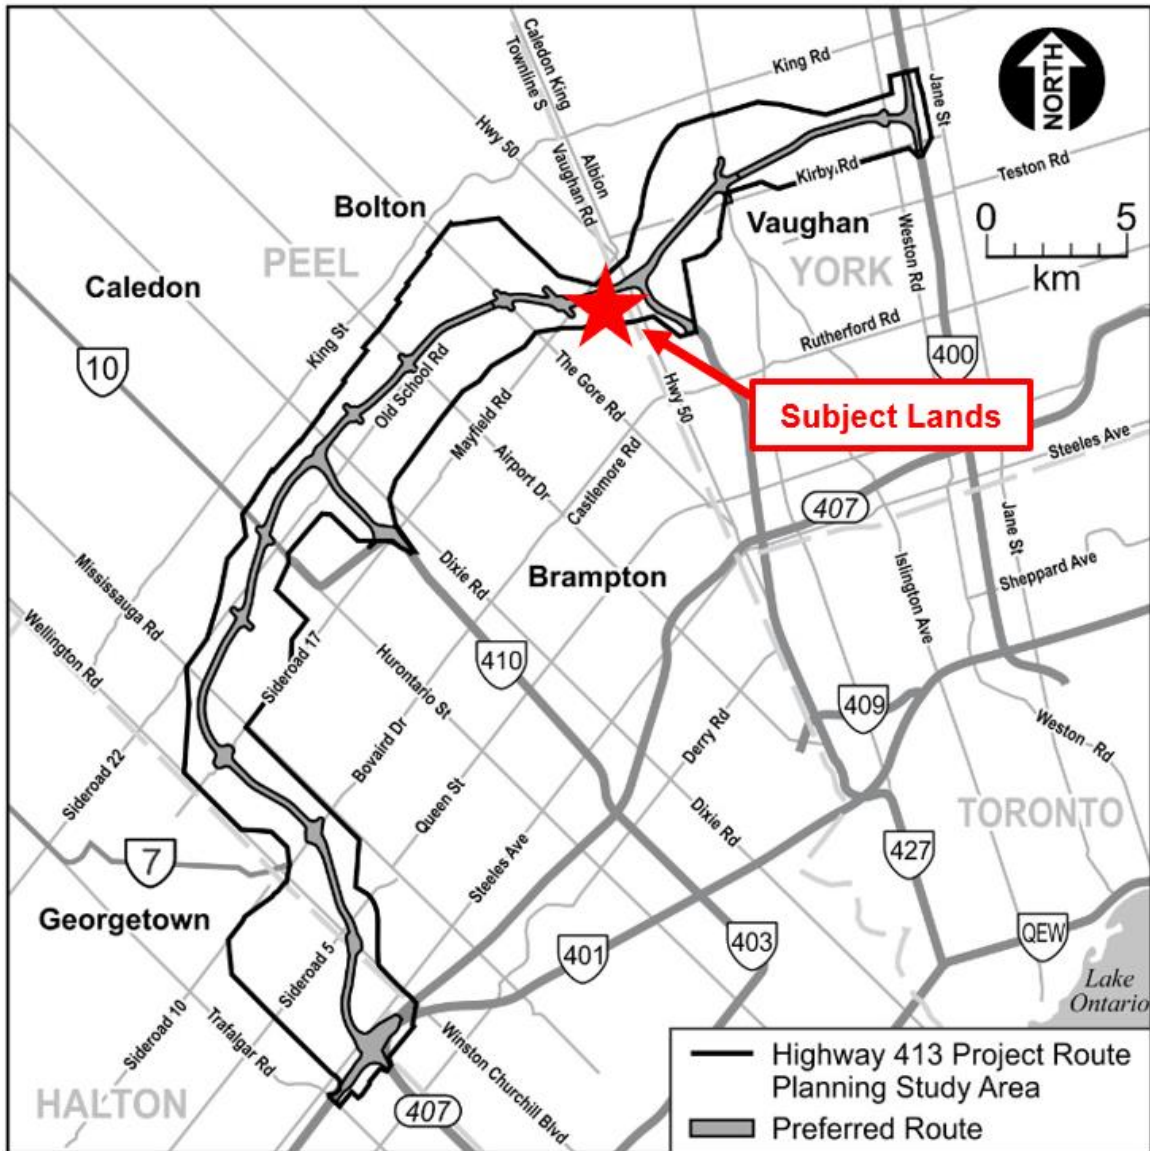 Caledon King
Townline S
King Rd
Jane St
NORTH
Hwy 50
Albion
Vaughan Rd
Kirby Rd
Teston Rd
Bolton
Vaughan
Weston Rd
0 5
km
PEEL
YORK
Caledon
King St
Rutherford Rd
10
Old School Rd
The Gore Rd
Hwy 50
400
Mayfield Rd
Subject Lands
Airport Dr
Castlemore Rd
Steeles Ave
407
Jane St
Mississauga Rd
Dixie Rd
Brampton
Islington Ave
Sheppard Ave
Wellington Rd
Sideroad 17
Hurontario St
410
409
Weston Rd
Bovaird Dr
Derry Rd
Sideroad 22
Queen St
Dixie Rd
TORONTO
7
Steeles Ave
427
Georgetown
401
403
QEW
Sideroad 5
Lake
Ontario
Sideroad 10
Trafalgar Rd
Winston Churchill Blvd
HALTON
407
Highway 413 Project Route
Planning Study Area
Preferred Route